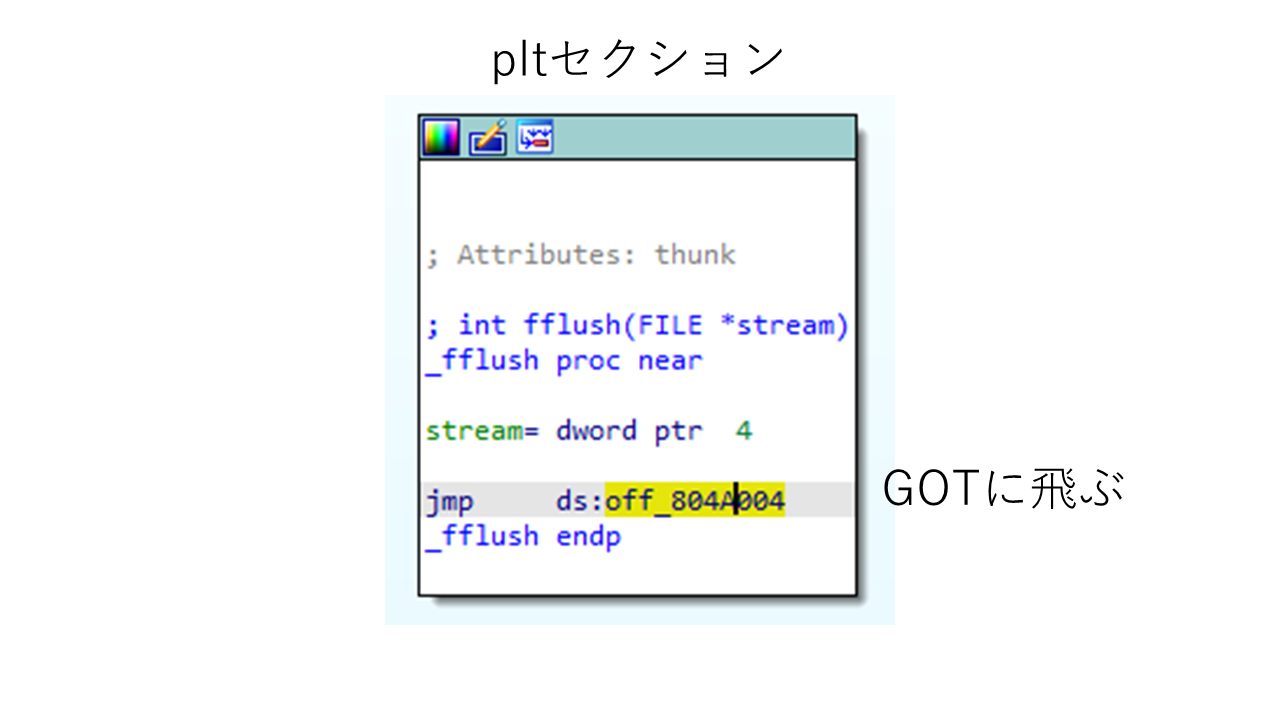 pltセクション
; Attributes: thunk
; int fflush(FILE *stream)
_fflush proc near
stream= dword ptr  4
jmp     ds:off_804A004
_fflush endp
GOTに飛ぶ